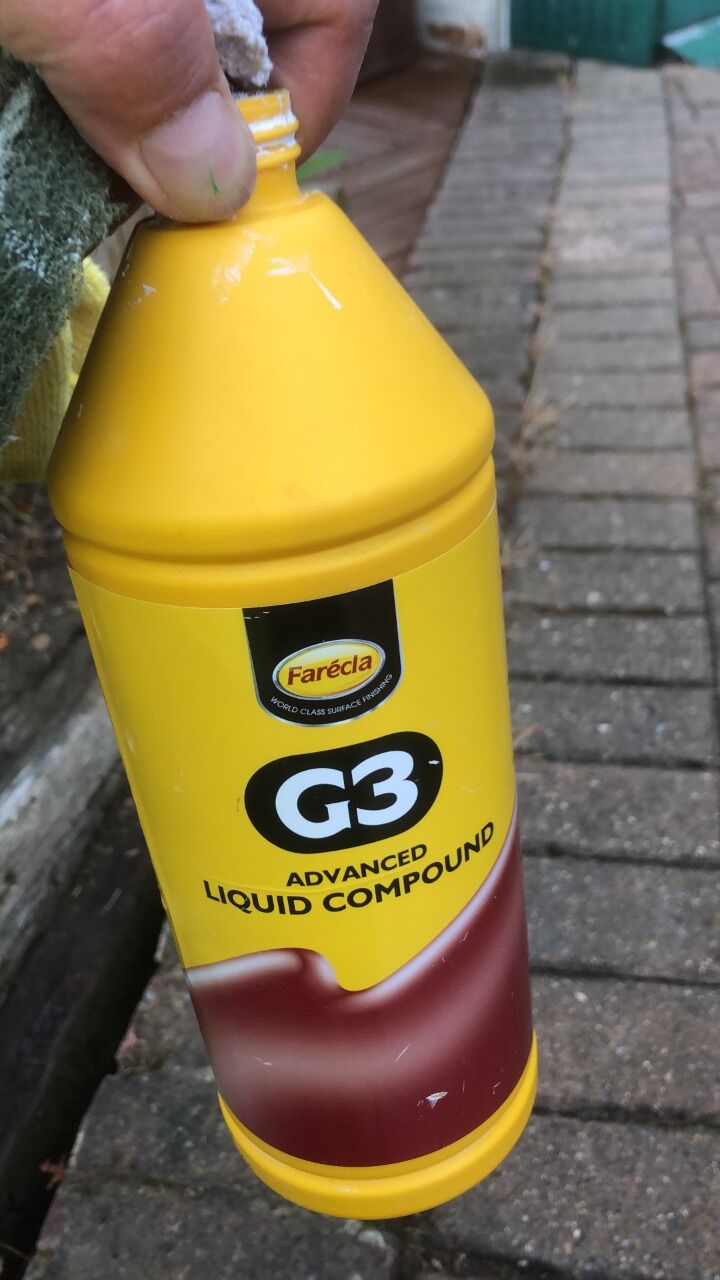 Farécla
WORLD CLASS SURFACE FINISHING
G3
ADVANCED
LIQUID COMPOUND